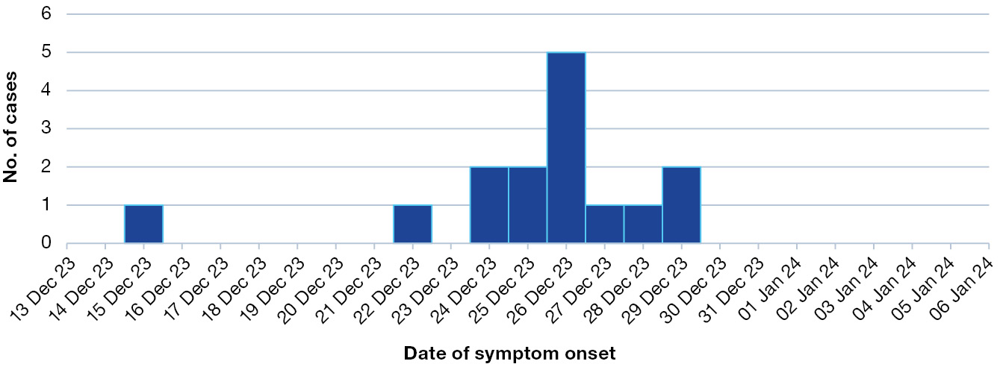 6
5
4
3
2
1
0
No. of cases
13 Dec 23
14 Dec 23
15 Dec 23
16 Dec 23
17 Dec 23
18 Dec 23
19 Dec 23
20 Dec 23
21 Dec 23
22 Dec 23
23 Dec 23
24 Dec 23
25 Dec 23
26 Dec 23
27 Dec 23
28 Dec 23
29 Dec 23
30 Dec 23
31 Dec 23
01 Jan 24
02 Jan 24
03 Jan 24
04 Jan 24
05 Jan 24
06 Jan 24
Date of symptom onset